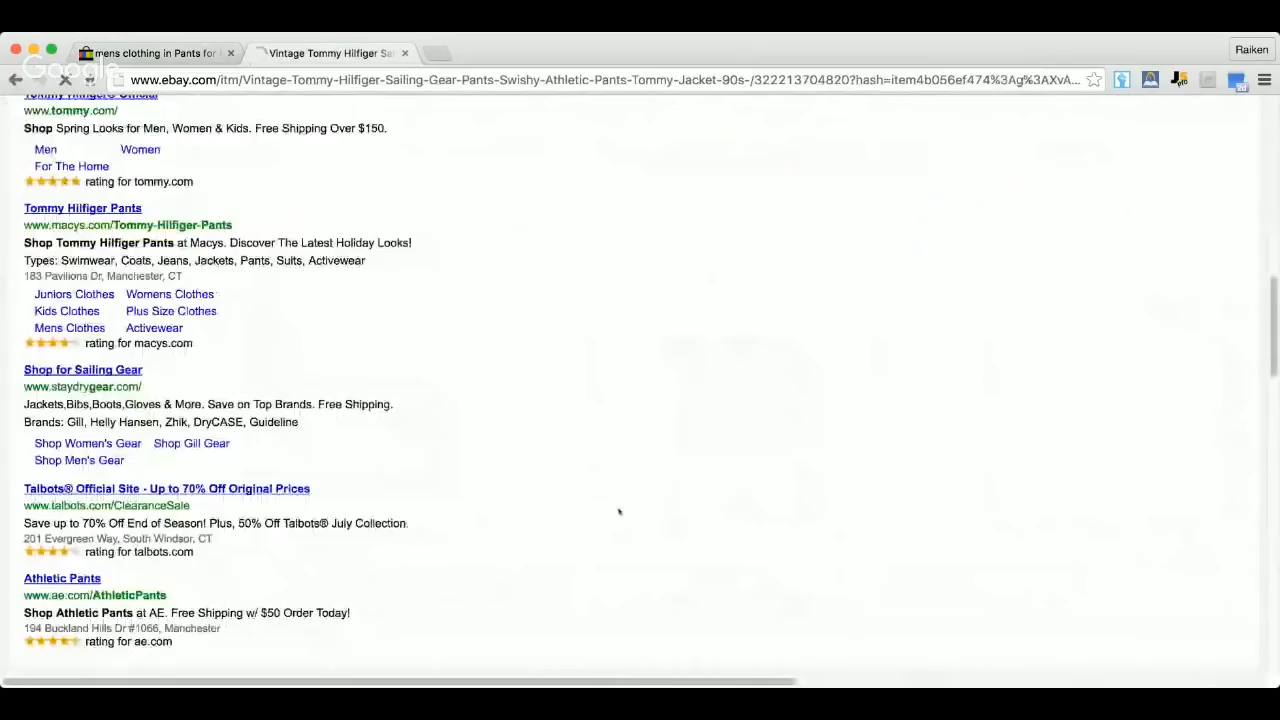 mens clothing in Pants for
Vintage Tommy Hilfiger Sa
Raiken
Google
www.ebay.com/itm/Vintage-Tommy-Hilfiger-Sailing-Gear-Pants-Swishy-Athletic-Pants-Tommy-Jacket-90s-/322213704820?hash=item4b056ef474%3Ag%3AXvA...
Tommy Hilfiger® Official
www.tommy.com/
Shop Spring Looks for Men, Women & Kids. Free Shipping Over $150.
Men Women
For The Home
rating for tommy.com
Tommy Hilfiger Pants
www.macys.com/Tommy-Hilfiger-Pants
Shop Tommy Hilfiger Pants at Macys. Discover The Latest Holiday Looks!
Types: Swimwear, Coats, Jeans, Jackets, Pants, Suits, Activewear
183 Pavilions Dr, Manchester, CT
Juniors Clothes Womens Clothes
Kids Clothes Plus Size Clothes
Mens Clothes Activewear
rating for macys.com
Shop for Sailing Gear
www.staydrygear.com/
Jackets,Bibs,Boots,Gloves & More. Save on Top Brands. Free Shipping.
Brands: Gill, Helly Hansen, Zhik, DryCASE, Guideline
Shop Women's Gear Shop Gill Gear
Shop Men's Gear
Talbots® Official Site - Up to 70% Off Original Prices
www.talbots.com/ClearanceSale
Save up to 70% Off End of Season! Plus, 50% Off Talbots® July Collection.
201 Evergreen Way, South Windsor, CT
rating for talbots.com
Athletic Pants
www.ae.com/AthleticPants
Shop Athletic Pants at AE. Free Shipping w/ $50 Order Today!
194 Buckland Hills Dr #1066, Manchester
rating for ae.com